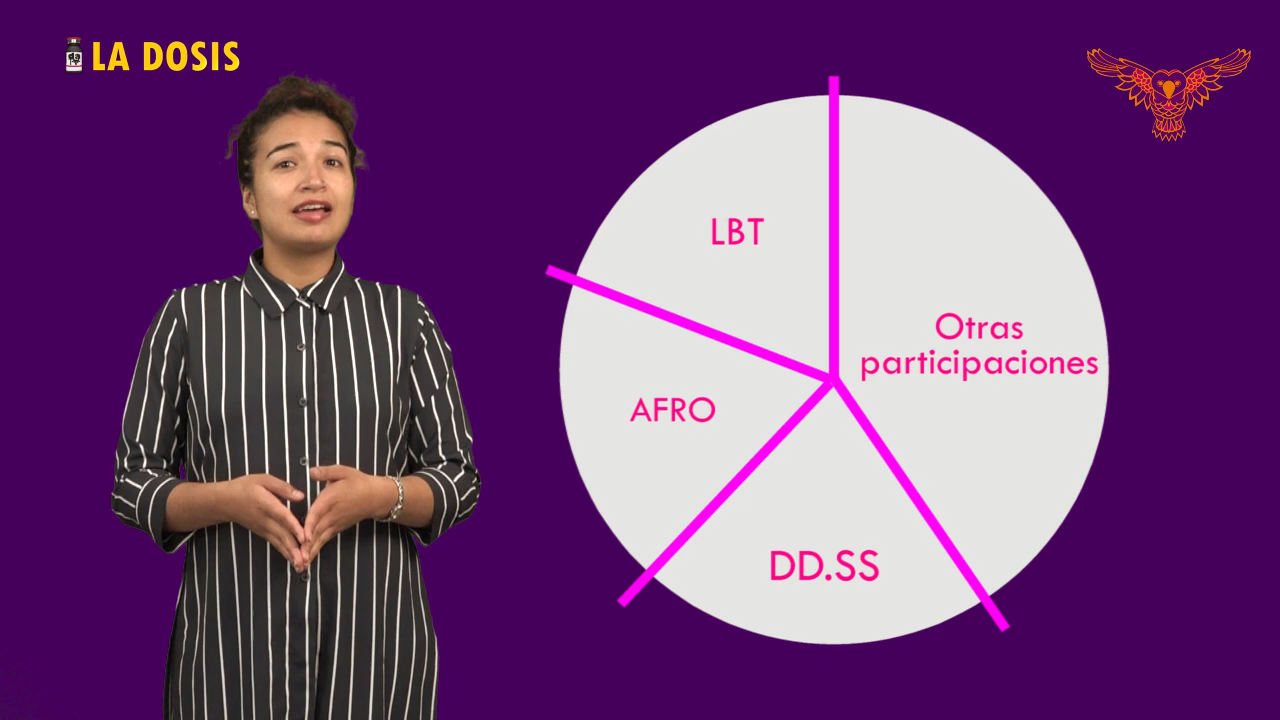 LA DOSIS
LBT
Otras
participaciones
AFRO
DD.SS